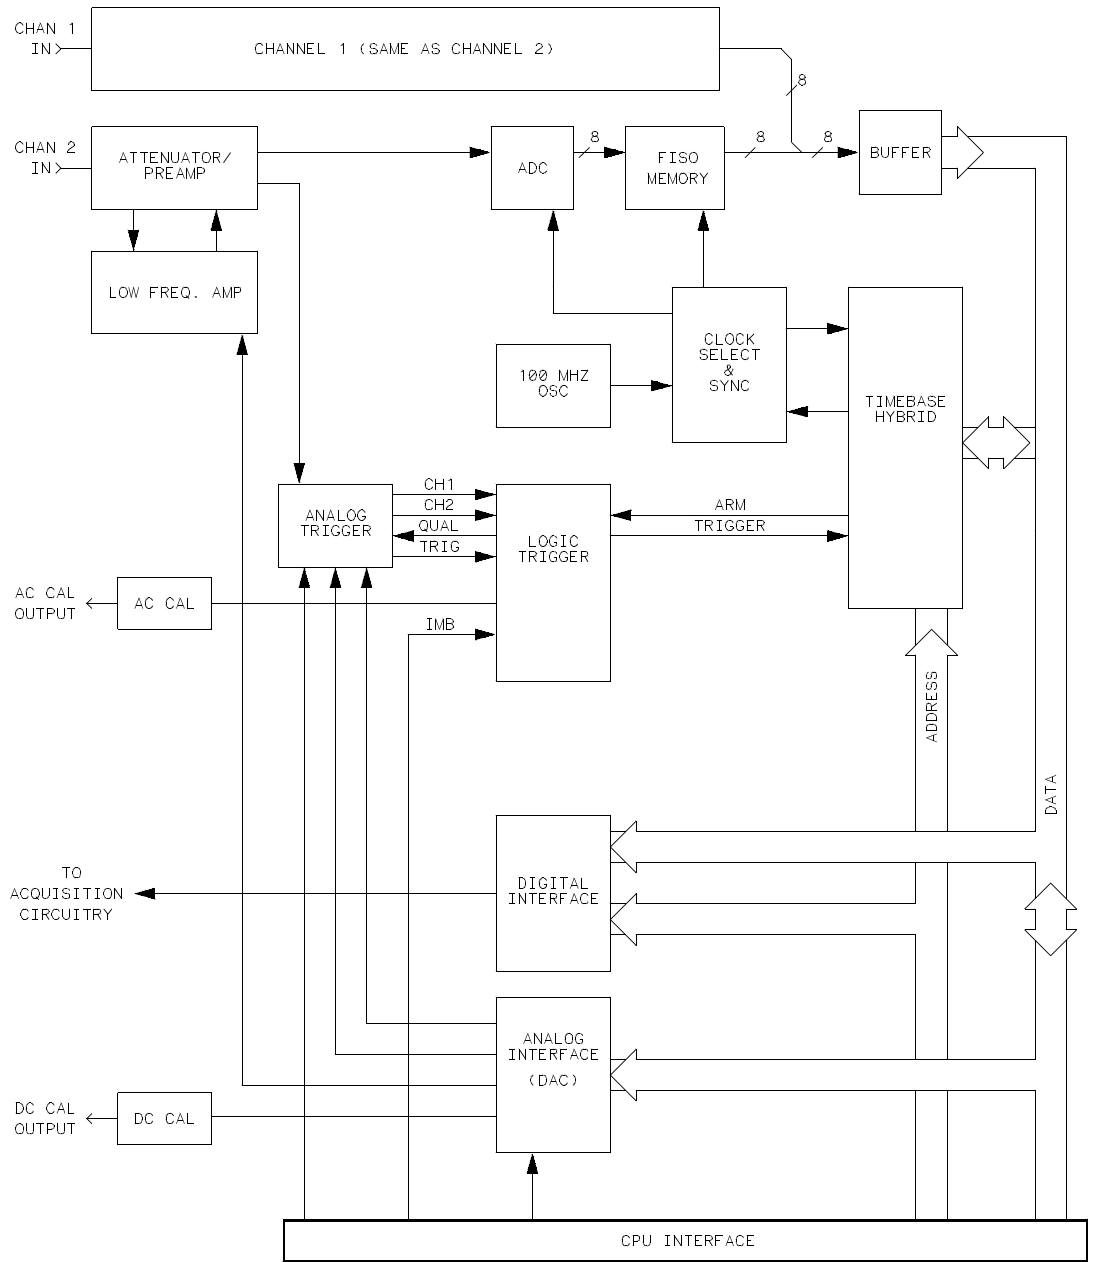 CHAN 1
IN
CHANNEL 1 (SAME AS CHANNEL 2)
8
CHAN 2
IN
ATTENUATOR/
PREAMP
ADC
8
FISO
MEMORY
8
8
BUFFER
LOW FREQ. AMP
100 MHZ
OSC
CLOCK
SELECT
&
SYNC
TIMEBASE
HYBRID
ANALOG
TRIGGER
CH1
CH2
QUAL
TRIG
LOGIC
TRIGGER
ARM
TRIGGER
AC CAL
OUTPUT
AC CAL
IMB
ADDRESS
DATA
TO
ACQUISITION
CIRCUITRY
DIGITAL
INTERFACE
ANALOG
INTERFACE
(DAC)
DC CAL
OUTPUT
DC CAL
CPU INTERFACE